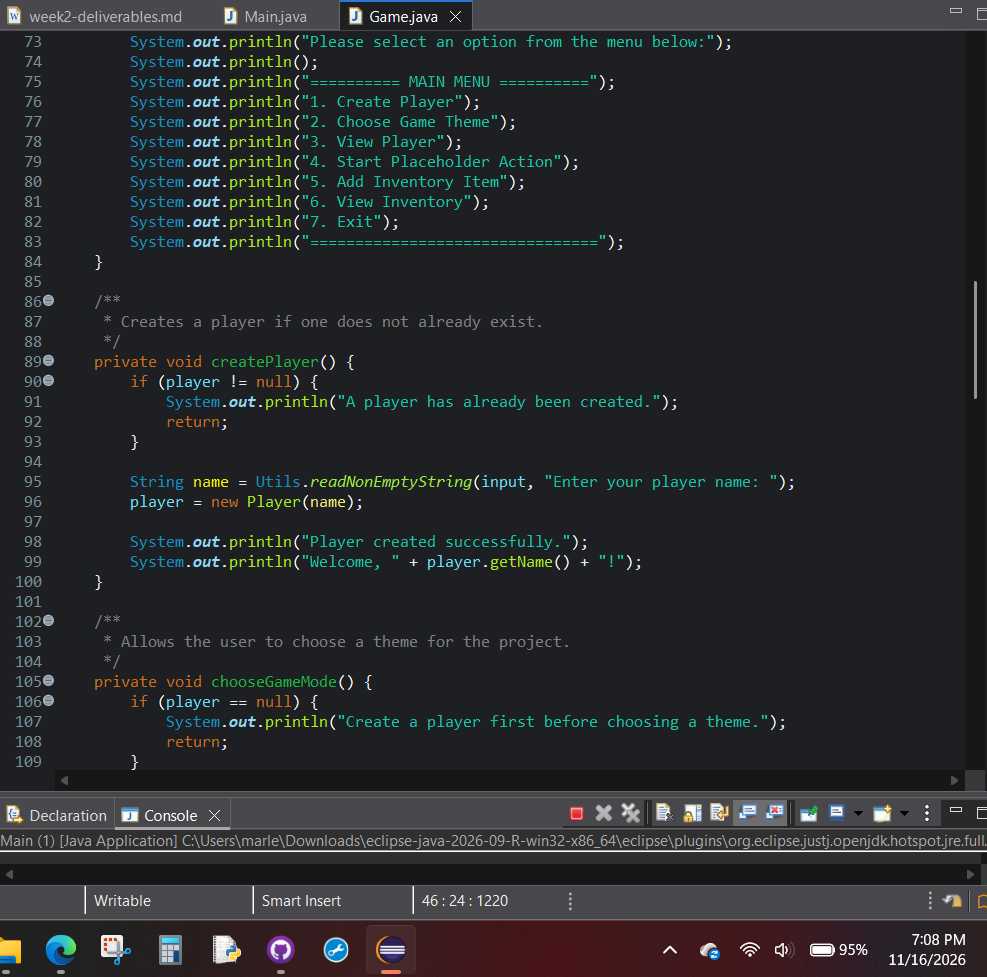 week2-deliverables.md Main.java Game.java
73 System.out.println("Please select an option from the menu below:");
74 System.out.println();
75 System.out.println("========== MAIN MENU ==========");
76 System.out.println("1. Create Player");
77 System.out.println("2. Choose Game Theme");
78 System.out.println("3. View Player");
79 System.out.println("4. Start Placeholder Action");
80 System.out.println("5. Add Inventory Item");
81 System.out.println("6. View Inventory");
82 System.out.println("7. Exit");
83 System.out.println("================================");
84 }
85
86 /**
87 * Creates a player if one does not already exist.
88 */
89 private void createPlayer() {
90 if (player != null) {
91 System.out.println("A player has already been created.");
92 return;
93 }
94
95 String name = Utils.readNonEmptyString(input, "Enter your player name: ");
96 player = new Player(name);
97
98 System.out.println("Player created successfully.");
99 System.out.println("Welcome, " + player.getName() + "!");
100 }
101
102 /**
103 * Allows the user to choose a theme for the project.
104 */
105 private void chooseGameMode() {
106 if (player == null) {
107 System.out.println("Create a player first before choosing a theme.");
108 return;
109 }
Declaration Console
Main (1) [Java Application] C:\Users\marle\Downloads\eclipse-java-2026-09-R-win32-x86_64\eclipse\plugins\org.eclipse.justj.openjdk.hotspot.jre.full.
Writable Smart Insert 46 : 24 : 1220
95% 7:08 PM
11/16/2026